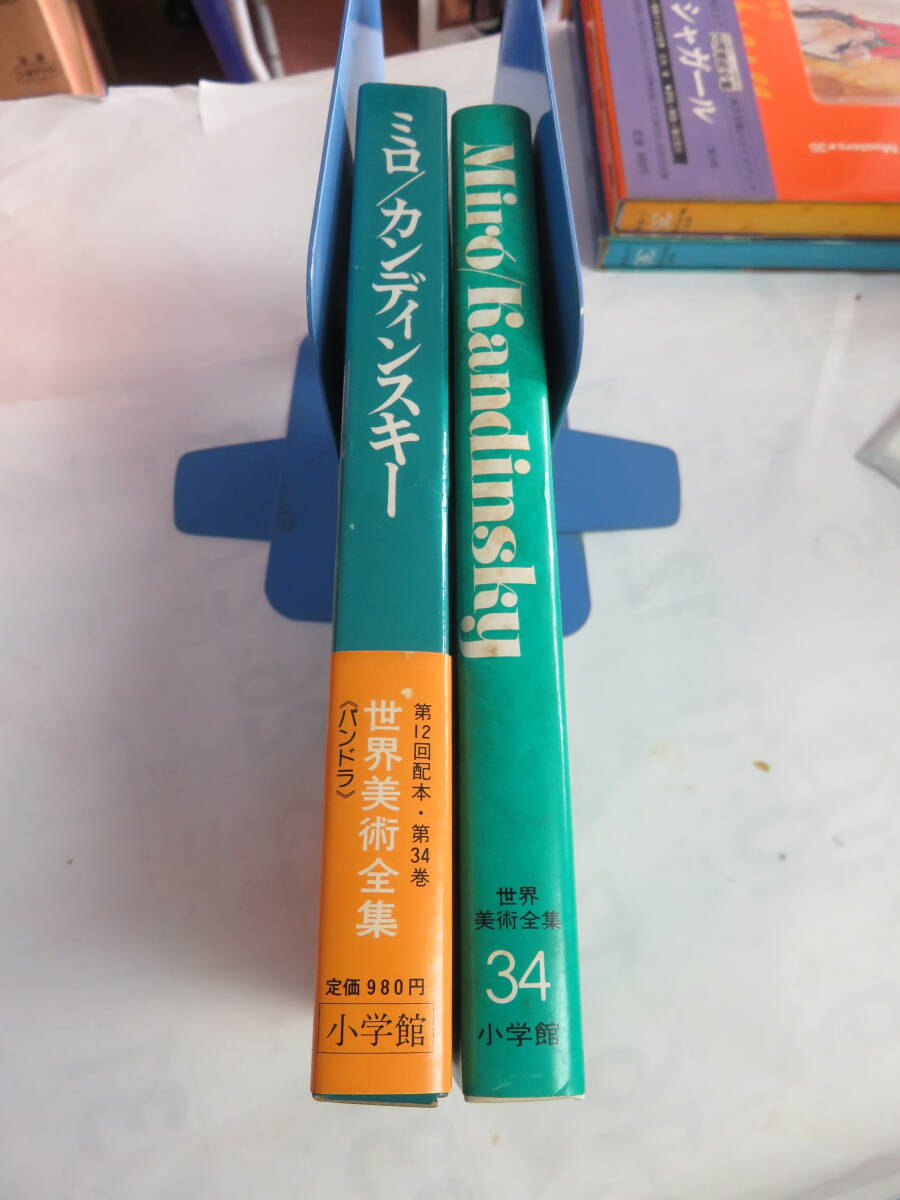 ミロ/カンディンスキー
第12回配本・第34巻
世界美術全集
《パンドラ》
定価980円
小学館
Miró/Kandinsky
世界
美術全集
34
小学館
シャガール